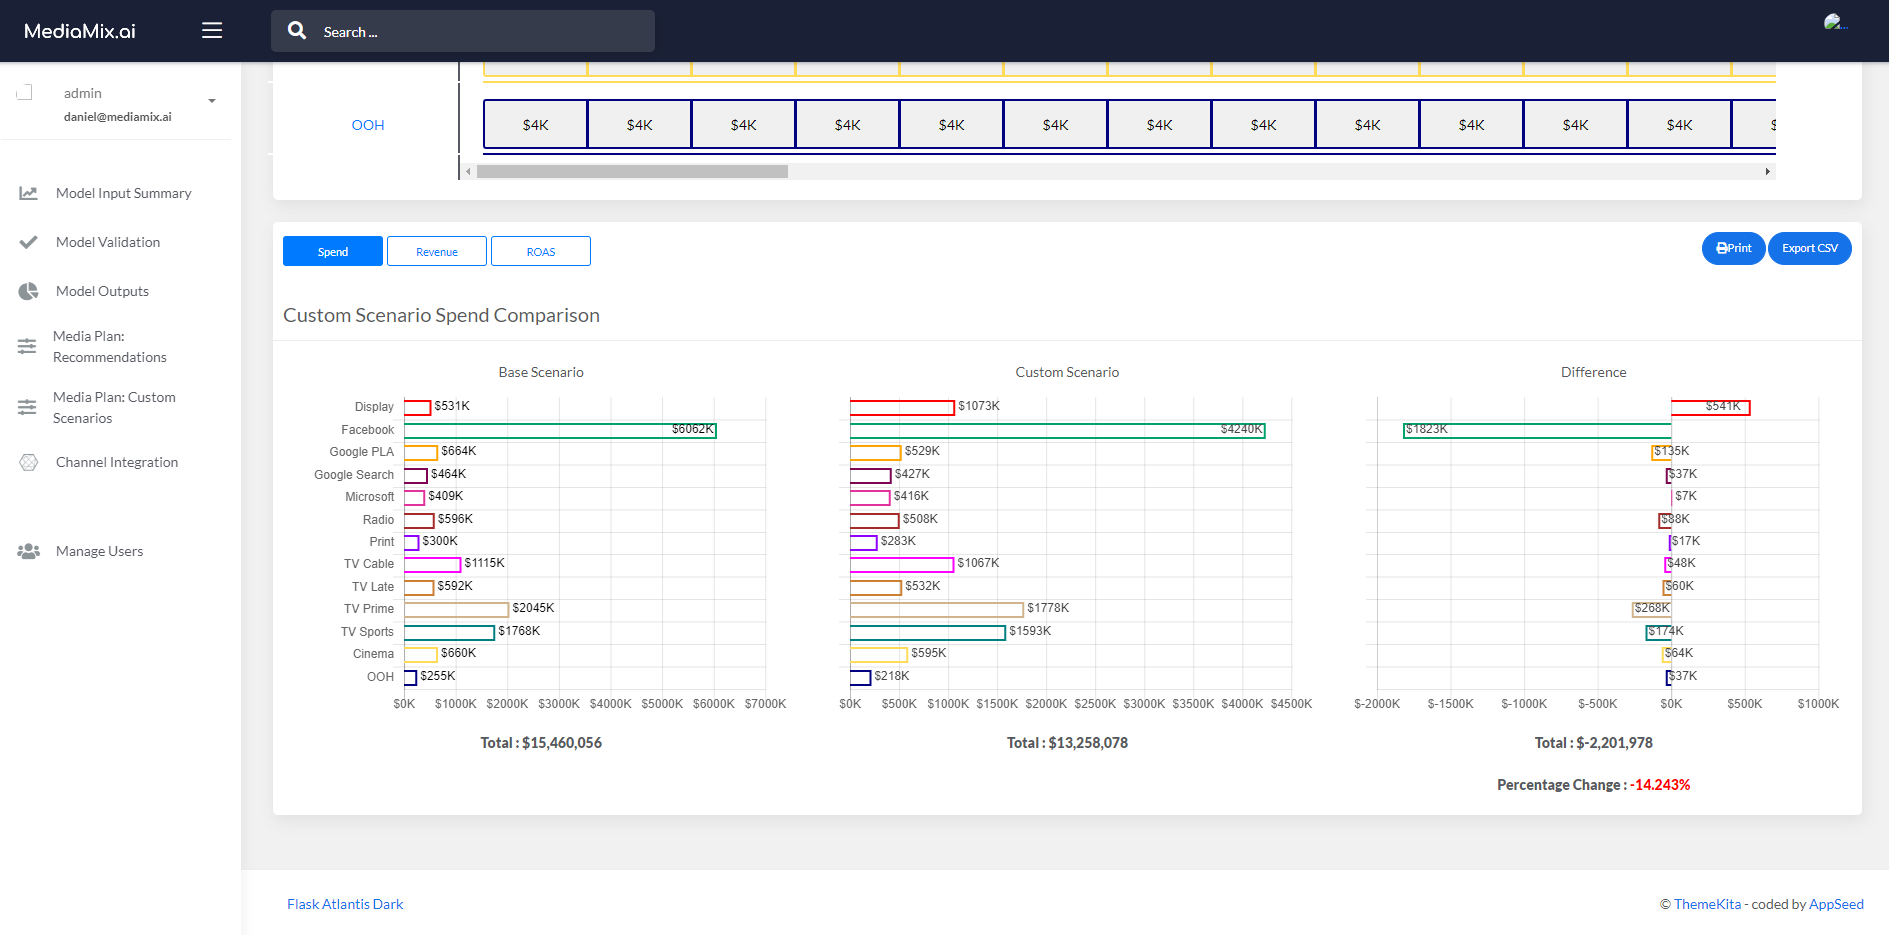 MediaMix.ai
Search ...
admin
daniel@mediamix.ai
Model Input Summary
Model Validation
Model Outputs
Media Plan:
Recommendations
Media Plan: Custom
Scenarios
Channel Integration
Manage Users
OOH $4K $4K $4K $4K $4K $4K $4K $4K $4K $4K $4K $4K
Spend Revenue ROAS Print Export CSV
Custom Scenario Spend Comparison
Base Scenario
Display $531K
Facebook $6062K
Google PLA $664K
Google Search $464K
Microsoft $409K
Radio $596K
Print $300K
TV Cable $1115K
TV Late $592K
TV Prime $2045K
TV Sports $1768K
Cinema $660K
OOH $255K
$0K $1000K $2000K $3000K $4000K $5000K $6000K $7000K
Total : $15,460,056
Custom Scenario
$1073K
$4240K
$529K
$427K
$416K
$508K
$283K
$1067K
$532K
$1778K
$1593K
$595K
$218K
$0K $500K $1000K $1500K $2000K $2500K $3000K $3500K $4000K $4500K
Total : $13,258,078
Difference
$541K
$1823K
$135K
$37K
$7K
$88K
$17K
$48K
$60K
$268K
$174K
$64K
$37K
$-2000K $-1500K $-1000K $-500K $0K $500K $1000K
Total : $-2,201,978
Percentage Change : -14.243%
Flask Atlantis Dark
© ThemeKita - coded by AppSeed